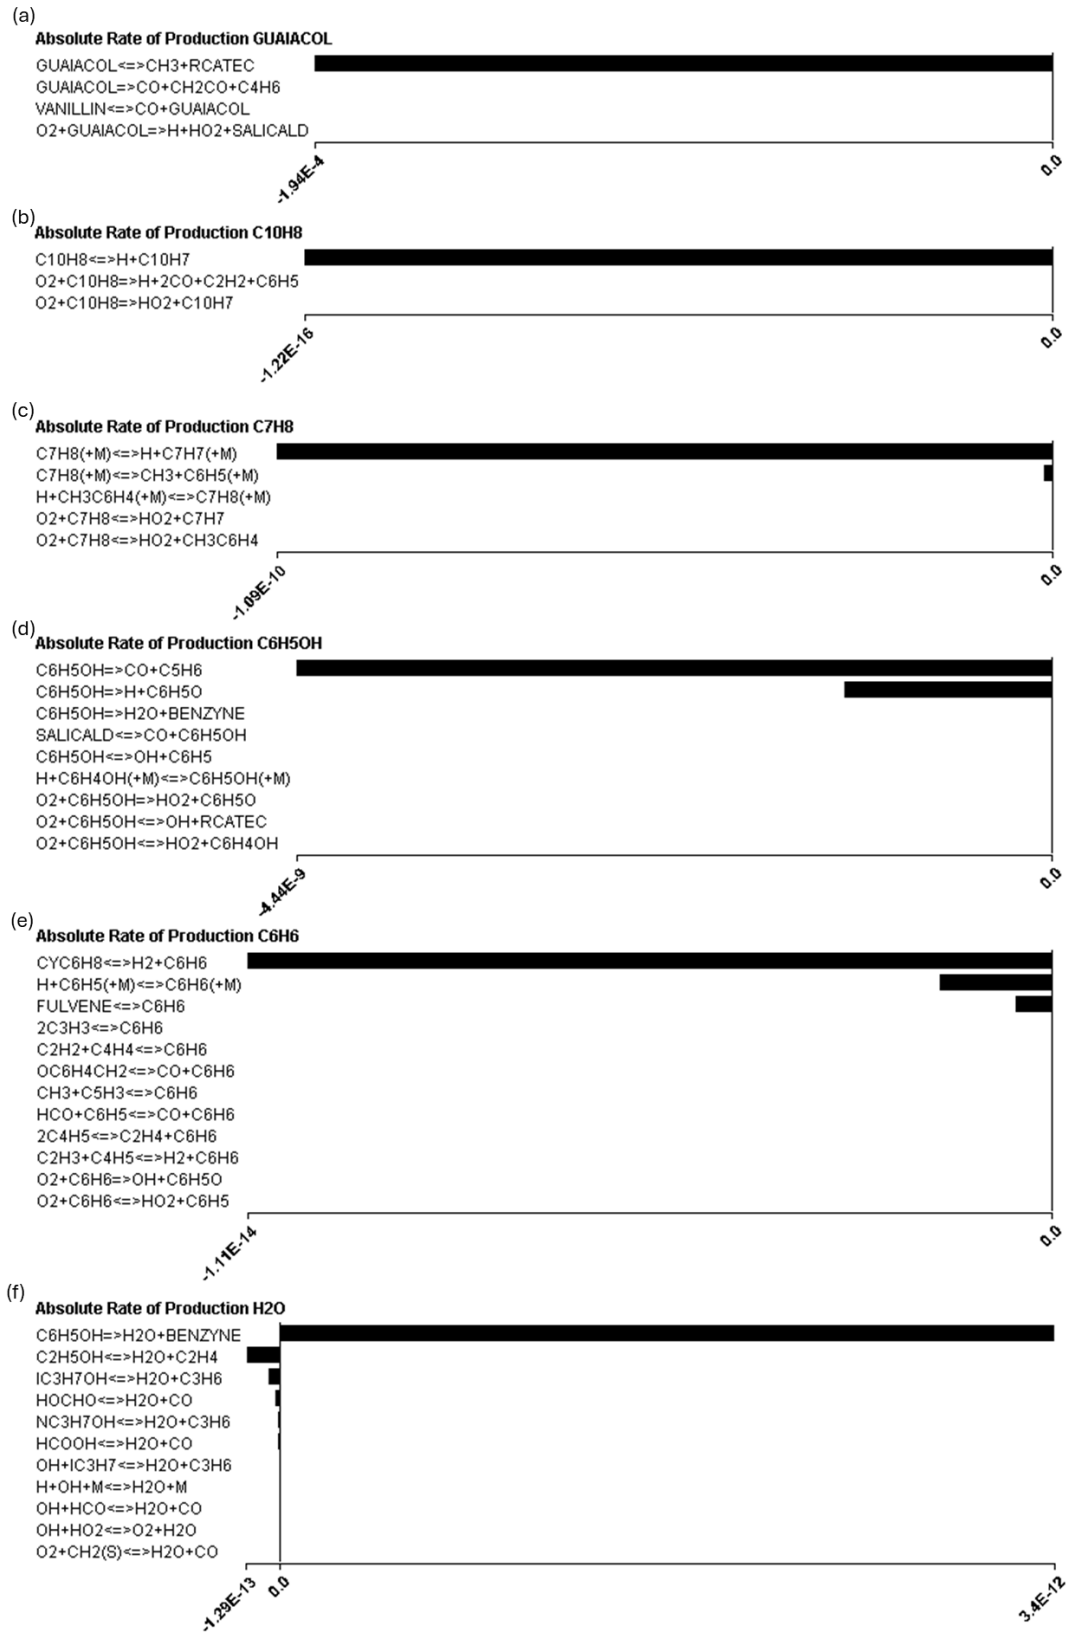 (a)
Absolute Rate of Production GUAIACOL
GUAIACOL<=>CH3+RCATEC
GUAIACOL=>CO+CH2CO+C4H6
VANILLIN<=>CO+GUAIACOL
O2+GUAIACOL=>H+HO2+SALICALD
-1.94E-4
0.0
(b)
Absolute Rate of Production C10H8
C10H8<=>H+C10H7
O2+C10H8=>H+2CO+C2H2+C6H5
O2+C10H8=>HO2+C10H7
-1.22E-16
0.0
(c)
Absolute Rate of Production C7H8
C7H8(+M)<=>H+C7H7(+M)
C7H8(+M)<=>CH3+C6H5(+M)
H+CH3C6H4(+M)<=>C7H8(+M)
O2+C7H8<=>HO2+C7H7
O2+C7H8<=>HO2+CH3C6H4
-1.09E-10
0.0
(d)
Absolute Rate of Production C6H5OH
C6H5OH=>CO+C5H6
C6H5OH=>H+C6H5O
C6H5OH=>H2O+BENZYNE
SALICALD<=>CO+C6H5OH
C6H5OH<=>OH+C6H5
H+C6H4OH(+M)<=>C6H5OH(+M)
O2+C6H5OH=>HO2+C6H5O
O2+C6H5OH<=>OH+RCATEC
O2+C6H5OH<=>HO2+C6H4OH
-4.44E-9
0.0
(e)
Absolute Rate of Production C6H6
CYC6H8<=>H2+C6H6
H+C6H5(+M)<=>C6H6(+M)
FULVENE<=>C6H6
2C3H3<=>C6H6
C2H2+C4H4<=>C6H6
OC6H4CH2<=>CO+C6H6
CH3+C5H3<=>C6H6
HCO+C6H5<=>CO+C6H6
2C4H5<=>C2H4+C6H6
C2H3+C4H5<=>H2+C6H6
O2+C6H6=>OH+C6H5O
O2+C6H6<=>HO2+C6H5
-1.11E-14
0.0
(f)
Absolute Rate of Production H2O
C6H5OH=>H2O+BENZYNE
C2H5OH<=>H2O+C2H4
IC3H7OH<=>H2O+C3H6
HOCHO<=>H2O+CO
NC3H7OH<=>H2O+C3H6
HCOOH<=>H2O+CO
OH+IC3H7<=>H2O+C3H6
H+OH+M<=>H2O+M
OH+HCO<=>H2O+CO
OH+HO2<=>O2+H2O
O2+CH2(S)<=>H2O+CO
-1.29E-13
0.0
3.4E-12